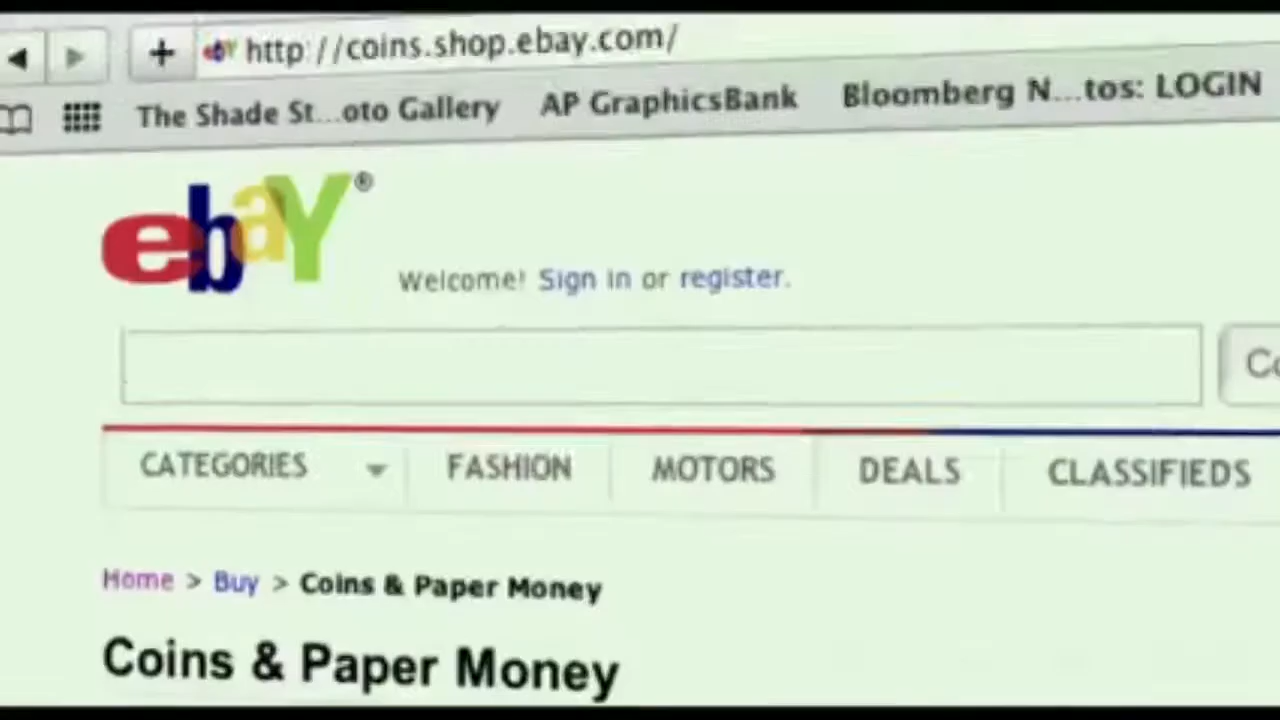 http://coins.shop.ebay.com/
The Shade St...oto Gallery AP GraphicsBank Bloomberg N...tos: LOGIN
ebaY®
Welcome! Sign in or register.
CATEGORIES FASHION MOTORS DEALS CLASSIFIEDS
Home > Buy > Coins & Paper Money
Coins & Paper Money